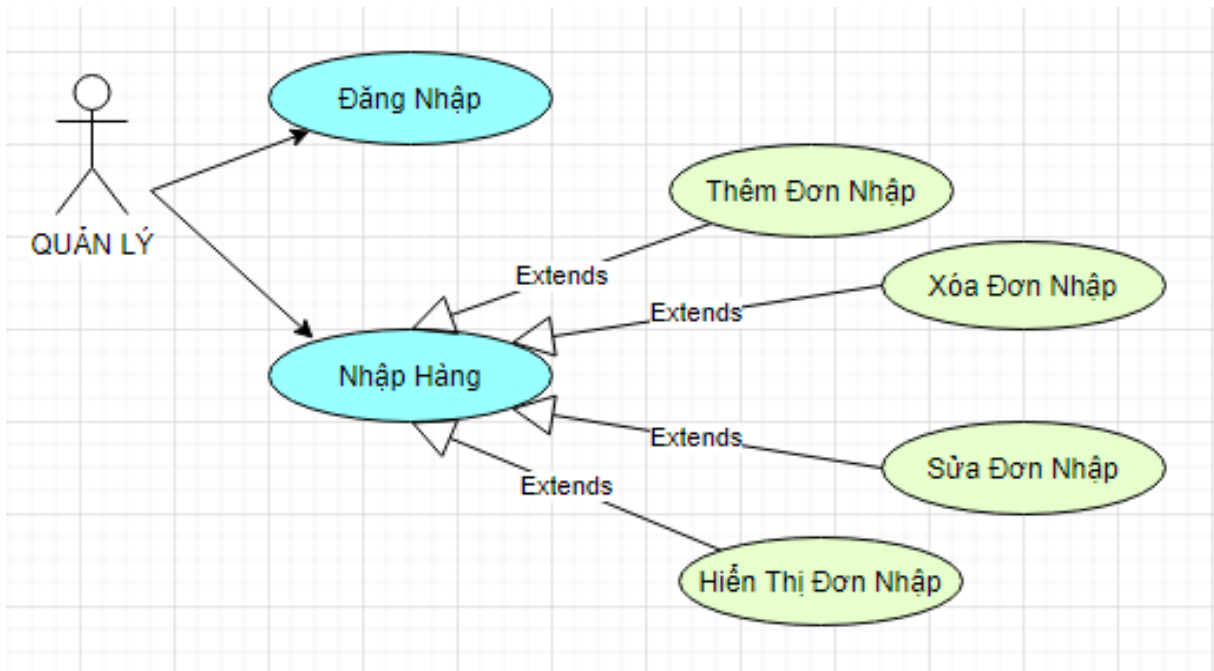 Đăng Nhập
QUẢN LÝ
Thêm Đơn Nhập
Extends
Xóa Đơn Nhập
Extends
Nhập Hàng
Extends
Sửa Đơn Nhập
Extends
Hiển Thị Đơn Nhập